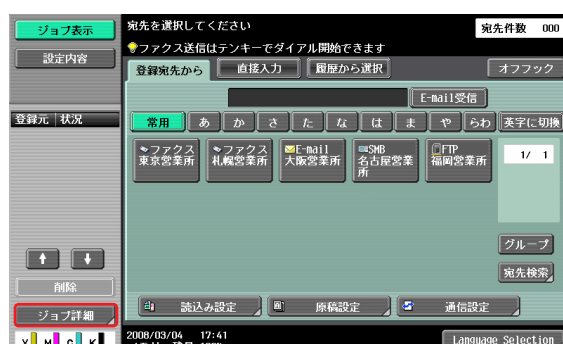 ジョブ表示
設定内容
登録元 状況
削除
ジョブ詳細
Y M C K
宛先を選択してください
宛先件数 000
ファクス送信はテンキーでダイアル開始できます
登録宛先から 直接入力 履歴から選択 オフフック
E-mail受信
常用 あ か さ た な は ま や らわ 英字に切換
ファクス
東京営業所
ファクス
札幌営業所
E-mail
大阪営業所
SMB
名古屋営業
所
FTP
福岡営業所
1/ 1
グループ
宛先検索
読込み設定 原稿設定 通信設定
2008/03/04 17:41
Language Selection